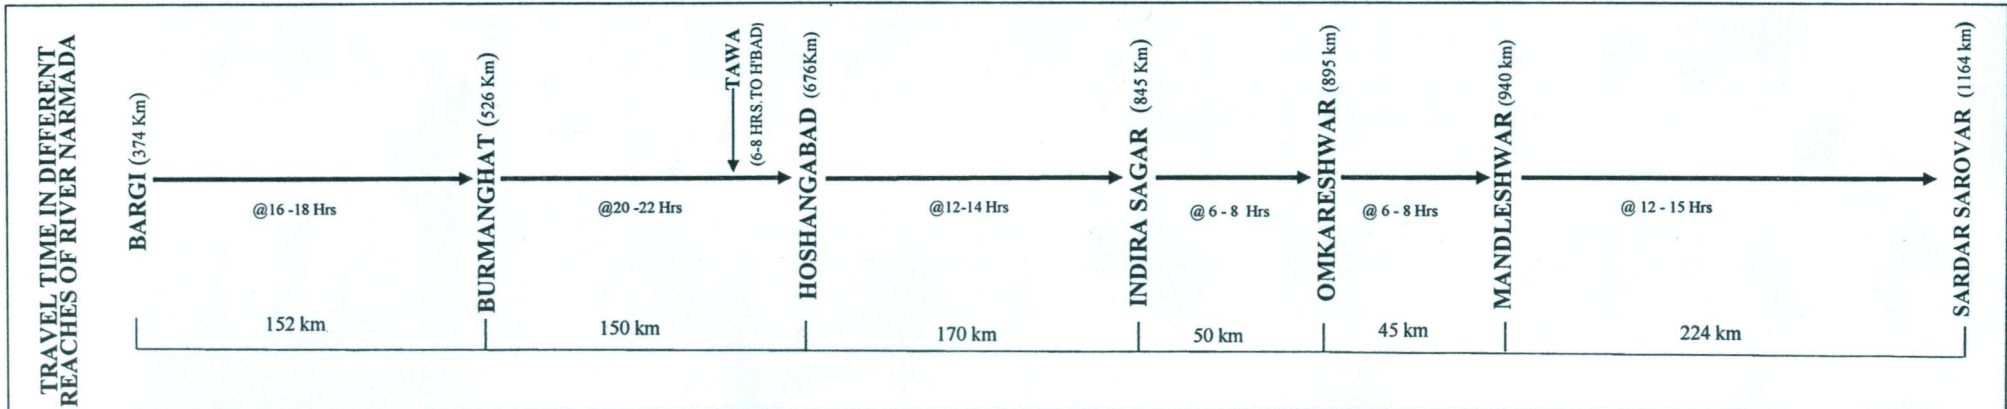 TRAVEL TIME IN DIFFERENT
REACHES OF RIVER NARMADA
BARGI (374 Km)
@16 -18 Hrs
152 km
BURMANGHAT (526 Km)
@20 -22 Hrs
150 km
TAWA
(6-8 HRS.TO H'BAD)
HOSHANGABAD (676Km)
@12-14 Hrs
170 km
INDIRA SAGAR (845 Km)
@ 6 - 8 Hrs
50 km
OMKARESHWAR (895 km)
@ 6 - 8 Hrs
45 km
MANDLESHWAR (940 km)
@ 12 - 15 Hrs
224 km
SARDAR SAROVAR (1164 km)